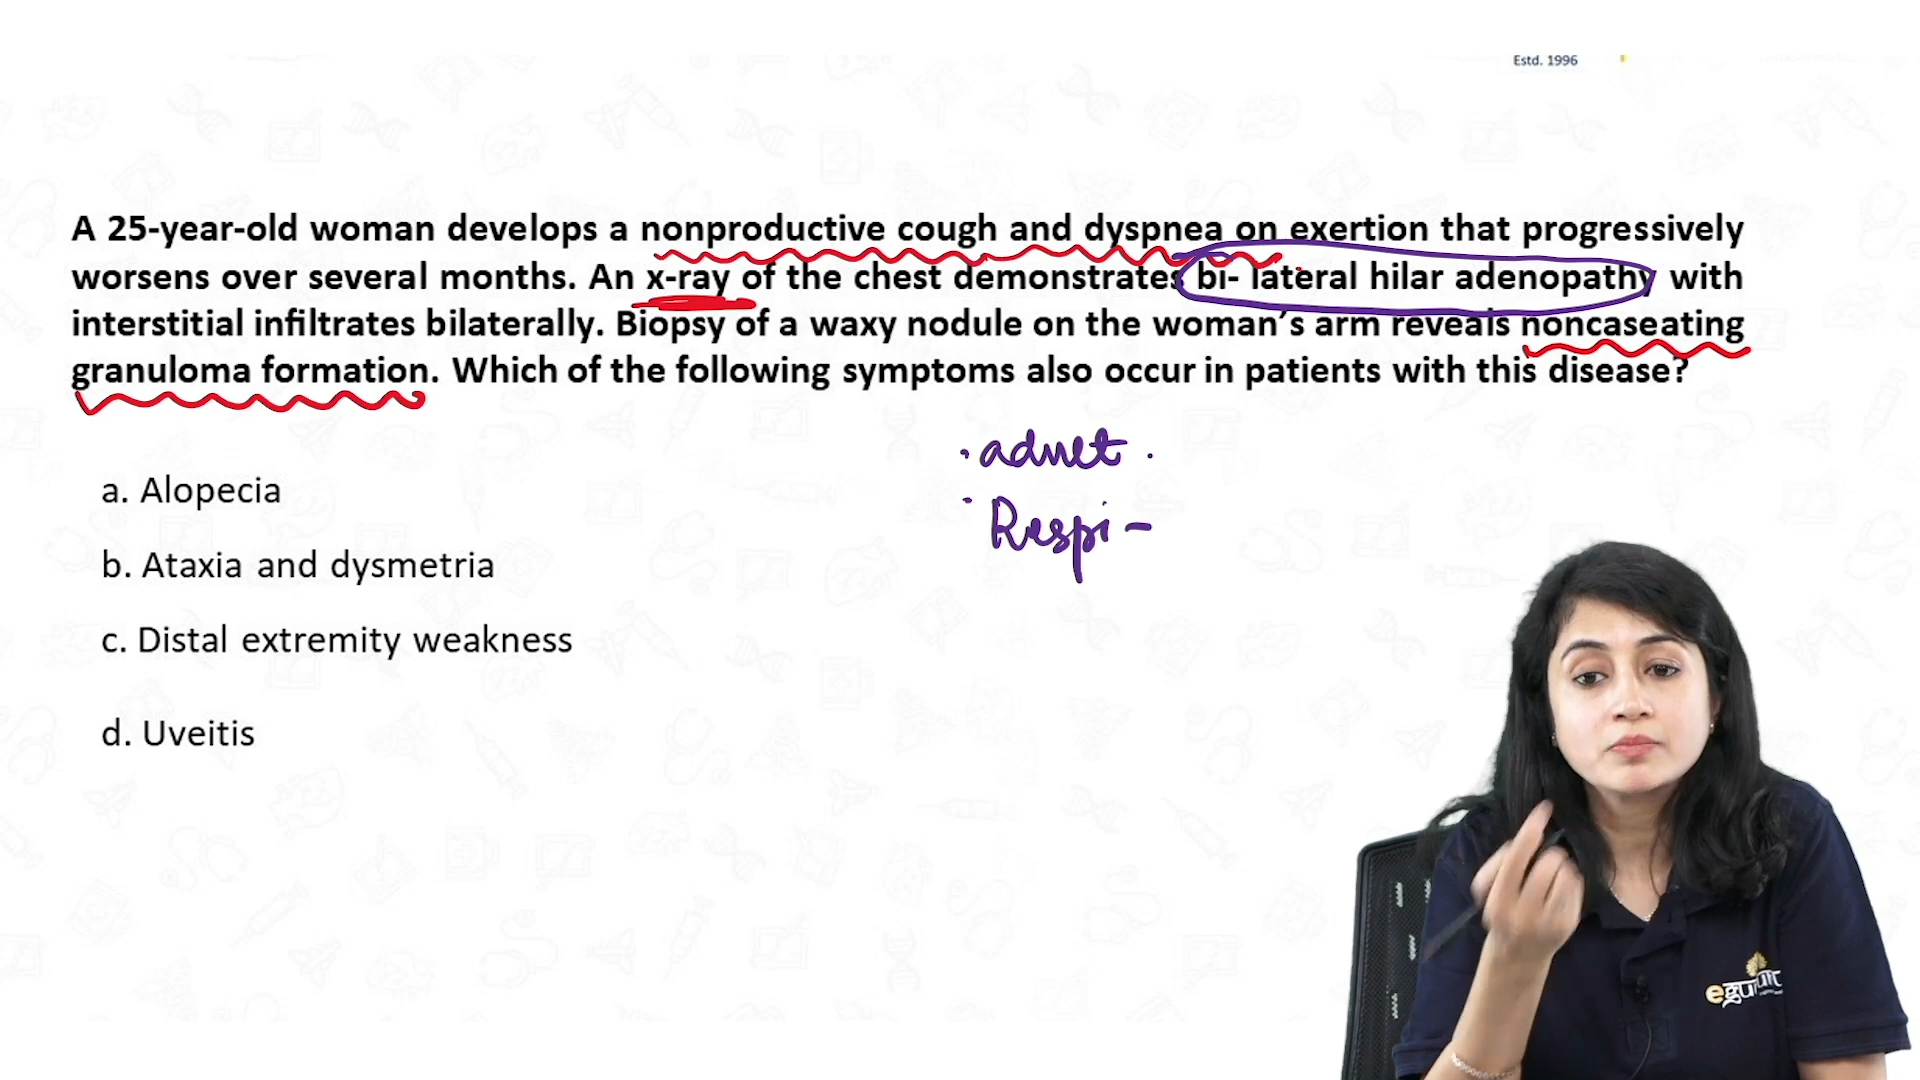 Estd. 1996
A 25-year-old woman develops a nonproductive cough and dyspnea on exertion that progressively
worsens over several months. An x-ray of the chest demonstrates bi- lateral hilar adenopathy with
interstitial infiltrates bilaterally. Biopsy of a waxy nodule on the woman's arm reveals noncaseating
granuloma formation. Which of the following symptoms also occur in patients with this disease?
a. Alopecia
b. Ataxia and dysmetria
c. Distal extremity weakness
d. Uveitis
Respi -